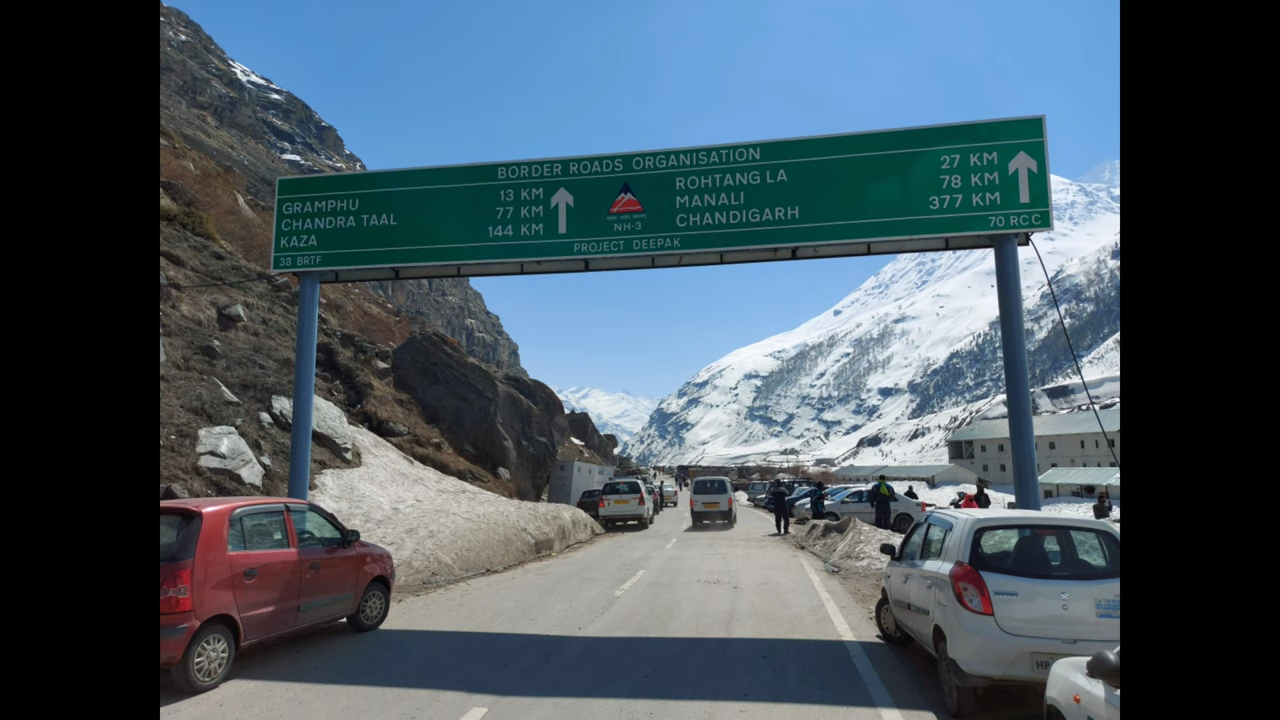 BORDER ROADS ORGANISATION
GRAMPHU 13 KM
CHANDRA TAAL 77 KM
KAZA 144 KM
38 BRTF
NH-3
PROJECT DEEPAK
ROHTANG LA 27 KM
MANALI 78 KM
CHANDIGARH 377 KM
70 RCC
HP